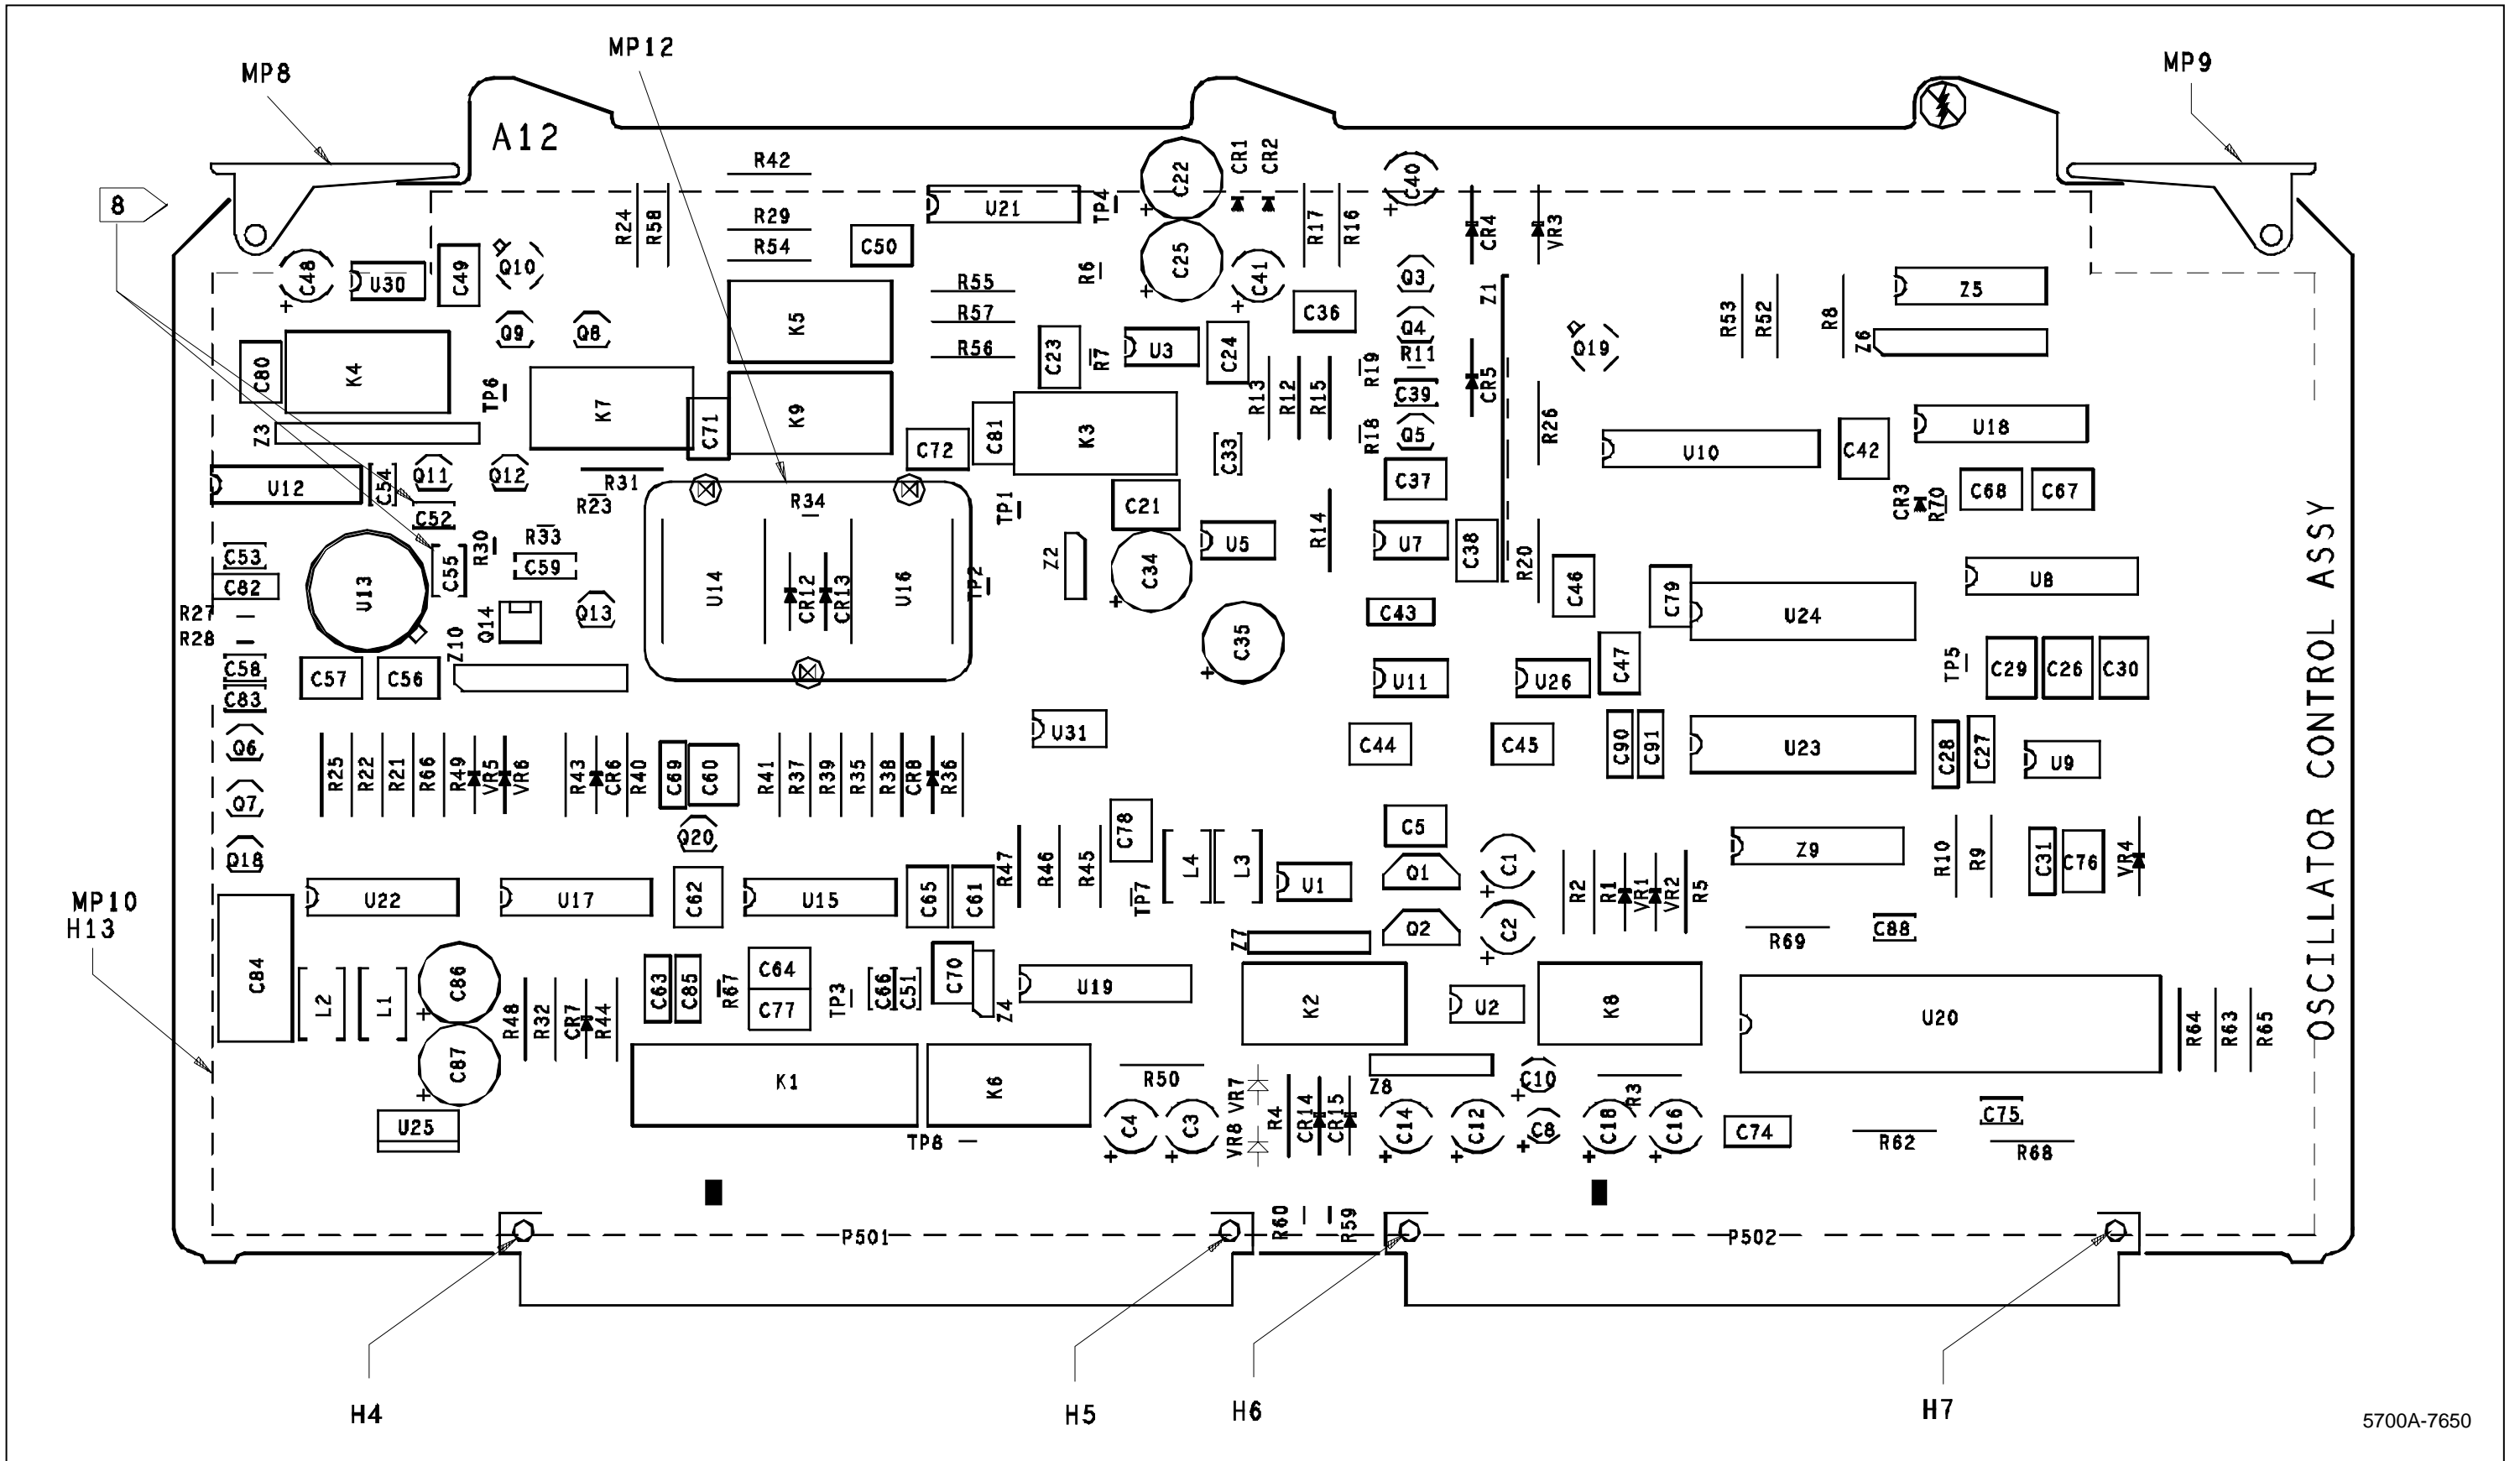 MP12
MP8
MP9
A12
8
R42
C22
CR1
CR2
C40
R24
R58
R29
R54
C50
U21
TP4
C25
R6
C41
R17
R16
CR4
VR3
C48
U30
C49
Q10
Q3
Z1
Z5
R55
R57
R56
K5
C36
Q4
R53
R52
R8
Z6
Q9
Q8
C23
R7
U3
C24
R19
R11
Q19
C80
K4
TP6
K7
C71
K9
R13
R12
R15
C39
CR5
Z3
C72
C81
K3
C33
R18
Q5
R26
U10
C42
U18
U12
C54
Q11
Q12
R31
R23
R34
TP1
C21
C37
CR3
R70
C68
C67
C52
C53
C82
R27
R28
U13
C55
R30
R33
C59
Q14
Q13
U14
CR12
CR13
U16
TP2
Z2
C34
U5
R14
U7
C38
R20
C46
C79
U24
U8
C43
C35
C58
C83
C57
C56
Z10
U11
U26
C47
TP5
C29
C26
C30
Q6
Q7
Q18
R25
R22
R21
R66
R49
VR5
VR6
R43
CR6
R40
C69
C60
R41
R37
R39
R35
R38
CR8
R36
U31
C44
C45
C90
C91
U23
C28
C27
U9
Q20
C78
C5
OSCILLATOR CONTROL ASSY
MP10
H13
U22
U17
C62
U15
C65
C61
R47
R46
R45
TP7
L4
L3
U1
Q1
C1
R2
R1
VR1
VR2
R5
Z9
R10
R9
C31
C76
VR4
Q2
C2
R69
C88
C84
L2
L1
C86
C87
R48
R32
CR7
R44
C63
C85
R67
C64
C77
TP3
C66
C51
C70
Z4
U19
Z7
K2
U2
K8
U20
R64
R63
R65
U25
K1
K6
R50
VR7
VR8
R4
CR14
CR15
Z8
C10
R3
TP8
C4
C3
C14
C12
C8
C18
C16
C74
R62
C75
R68
P501
R60
R59
P502
H4
H5
H6
H7
5700A-7650